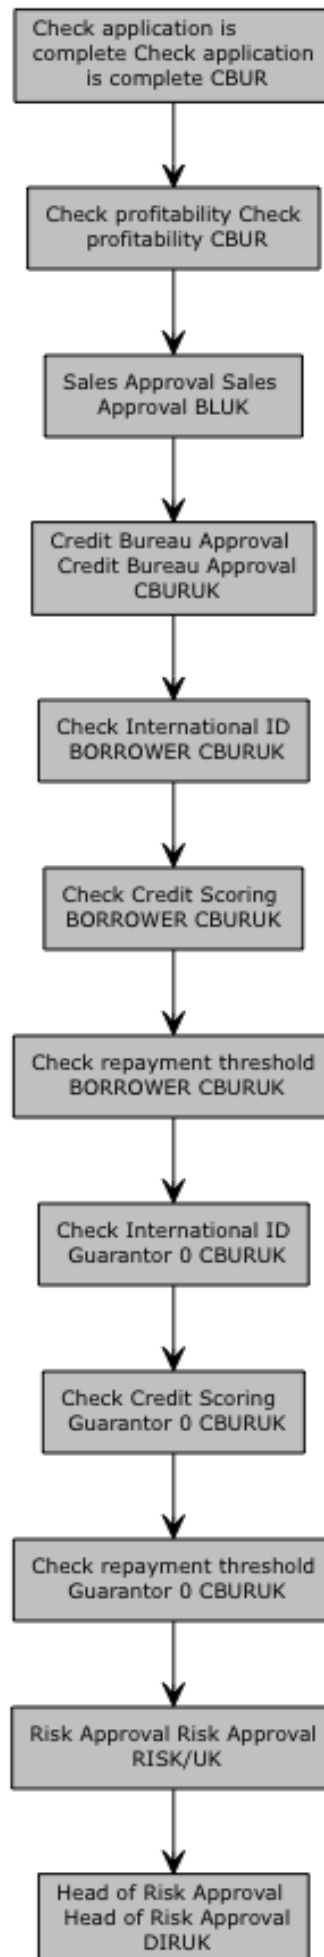 Check application is
complete Check application
is complete CBUR
Check profitability Check
profitability CBUR
Sales Approval Sales
Approval BLUK
Credit Bureau Approval
Credit Bureau Approval
CBURUK
Check International ID
BORROWER CBURUK
Check Credit Scoring
BORROWER CBURUK
Check repayment threshold
BORROWER CBURUK
Check International ID
Guarantor 0 CBURUK
Check Credit Scoring
Guarantor 0 CBURUK
Check repayment threshold
Guarantor 0 CBURUK
Risk Approval Risk Approval
RISK/UK
Head of Risk Approval
Head of Risk Approval
DIRUK